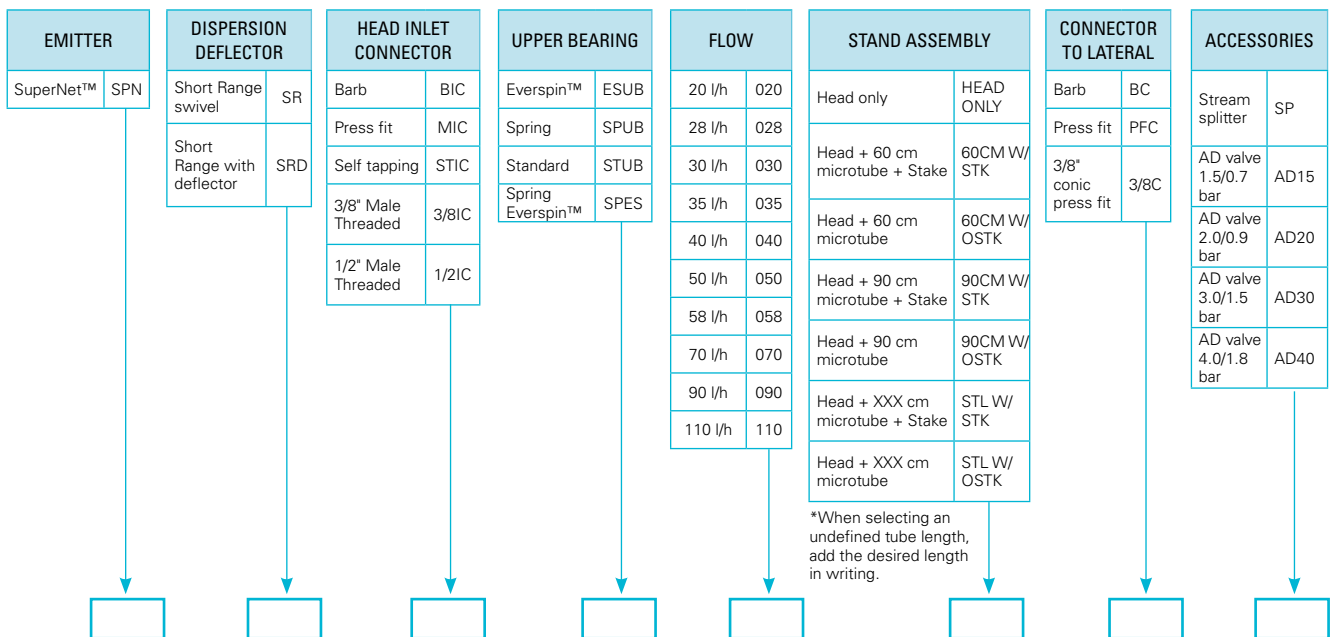 EMITTER
SuperNet™ SPN
DISPERSION
DEFLECTOR
Short Range
swivel
SR
Short
Range with
deflector
SRD
HEAD INLET
CONNECTOR
Barb BIC
Press fit MIC
Self tapping STIC
3/8" Male
Threaded
3/8IC
1/2" Male
Threaded
1/2IC
UPPER BEARING
Everspin™ ESUB
Spring SPUB
Standard STUB
Spring
Everspin™
SPES
FLOW
20 l/h 020
28 l/h 028
30 l/h 030
35 l/h 035
40 l/h 040
50 l/h 050
58 l/h 058
70 l/h 070
90 l/h 090
110 l/h 110
STAND ASSEMBLY
Head only
HEAD
ONLY
Head + 60 cm
microtube + Stake
60CM W/
STK
Head + 60 cm
microtube
60CM W/
OSTK
Head + 90 cm
microtube + Stake
90CM W/
STK
Head + 90 cm
microtube
90CM W/
OSTK
Head + XXX cm
microtube + Stake
STL W/
STK
Head + XXX cm
microtube
STL W/
OSTK
*When selecting an
undefined tube length,
add the desired length
in writing.
CONNECTOR
TO LATERAL
Barb BC
Press fit PFC
3/8"
conic
press fit
3/8C
ACCESSORIES
Stream
splitter
SP
AD valve
1.5/0.7
bar
AD15
AD valve
2.0/0.9
bar
AD20
AD valve
3.0/1.5
bar
AD30
AD valve
4.0/1.8
bar
AD40